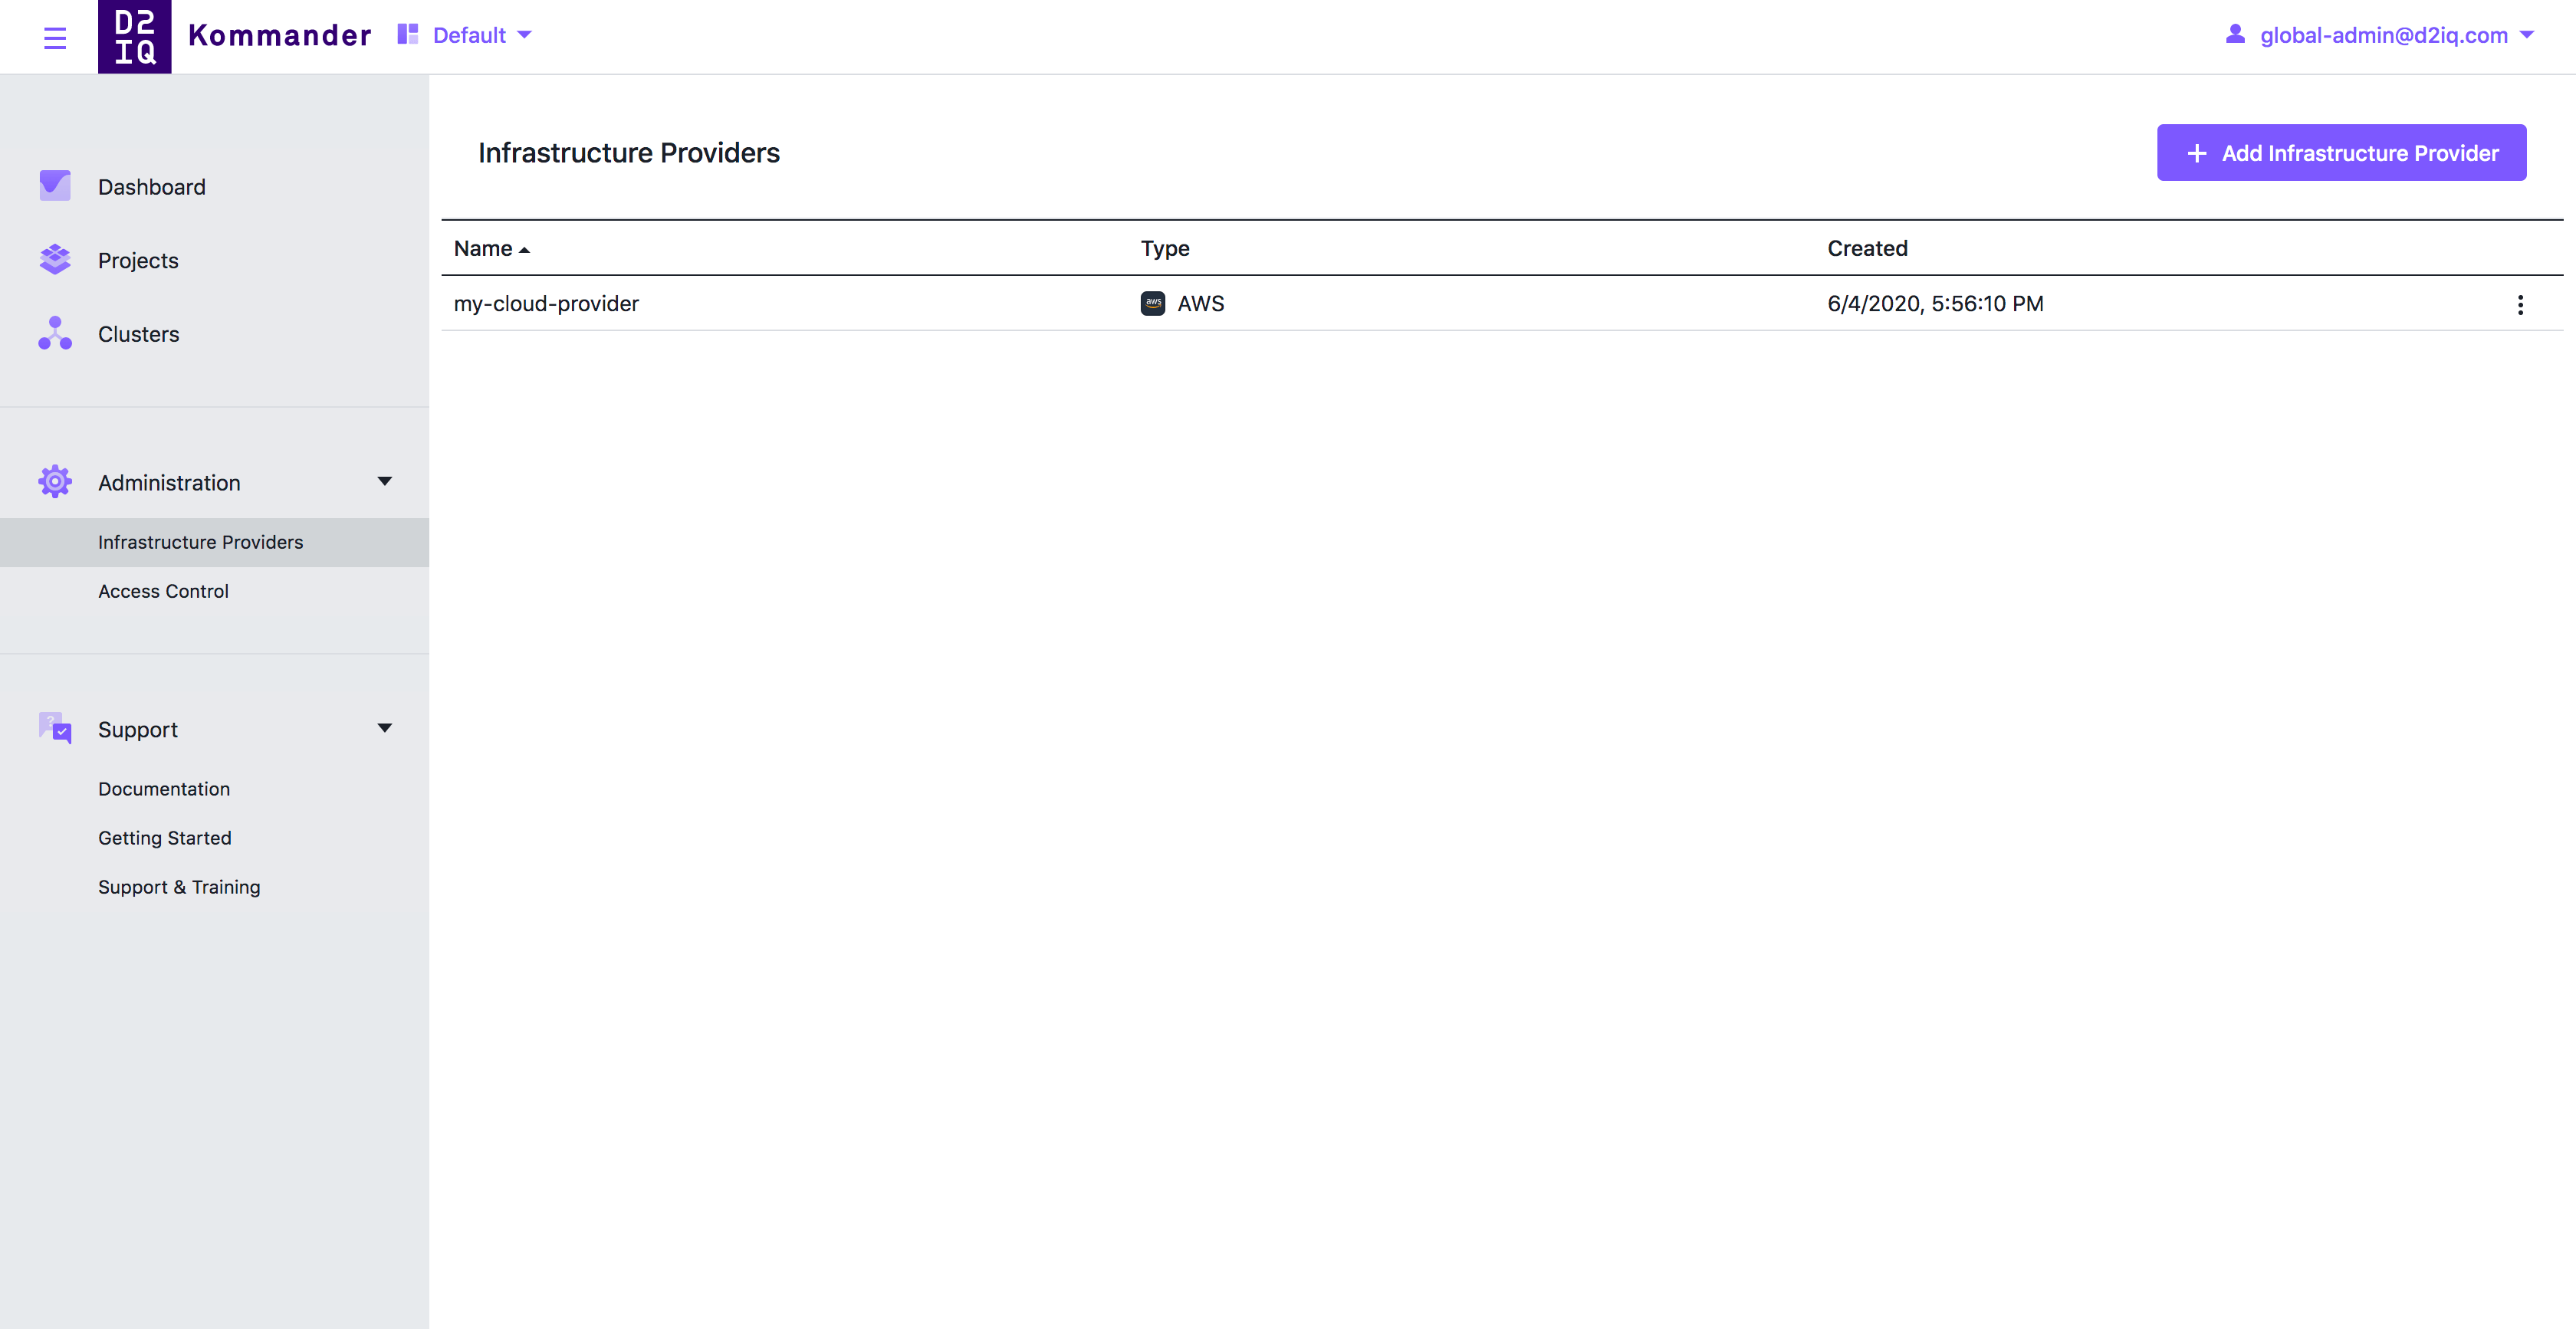 D2
IQ
Kommander
Default
global-admin@d2iq.com
Dashboard
Projects
Clusters
Administration
Infrastructure Providers
Access Control
Support
Documentation
Getting Started
Support & Training
Infrastructure Providers
+ Add Infrastructure Provider
Name Type Created
my-cloud-provider aws AWS 6/4/2020, 5:56:10 PM